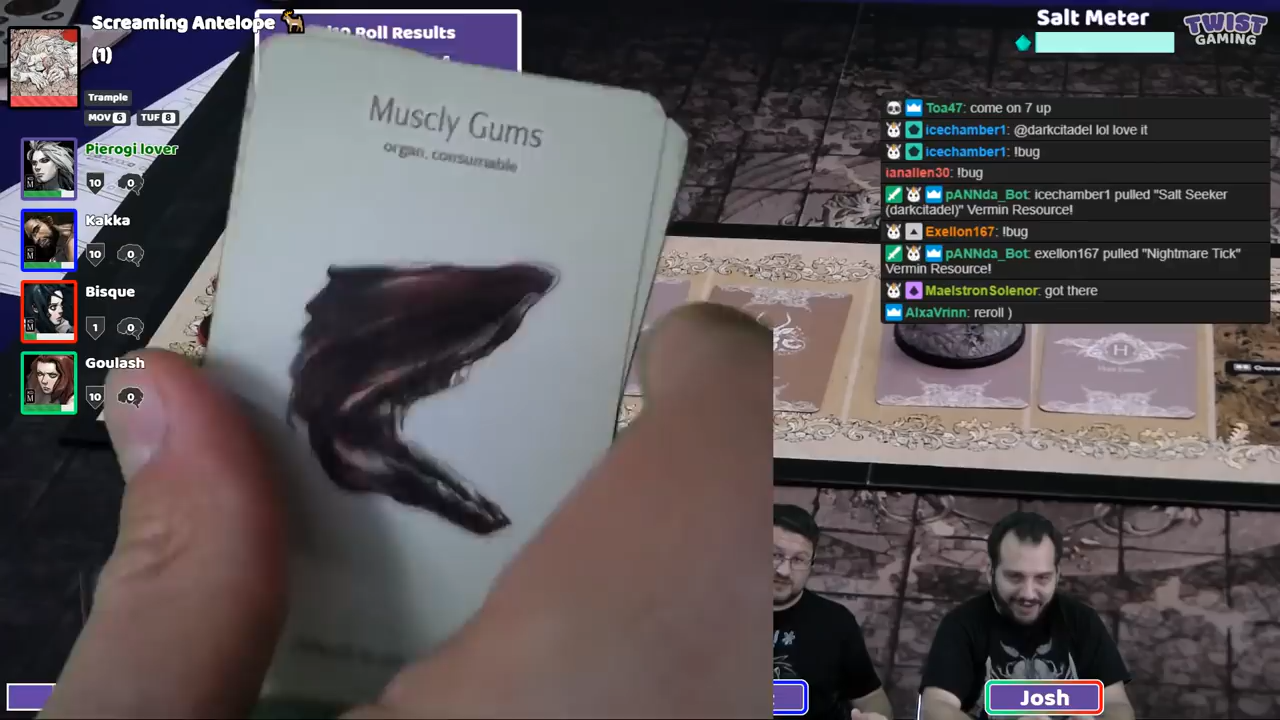 Screaming Antelope
(1)
Trample
MOV 6 TUF 8
Pierogi lover
10 0
Kakka
10 0
Bisque
1 0
Goulash
10 0
Roll Results
Muscly Gums
organ, consumable
Salt Meter
TWIST
GAMING
Toa47: come on 7 up
icechamber1: @darkcitadel lol love it
icechamber1: !bug
ianallen30: !bug
pANNda_Bot: icechamber1 pulled "Salt Seeker
(darkcitadel)" Vermin Resource!
Exellon167: !bug
pANNda_Bot: exellon167 pulled "Nightmare Tick"
Vermin Resource!
MaelstronSolenor: got there
AlxaVrinn: reroll )
H
Josh